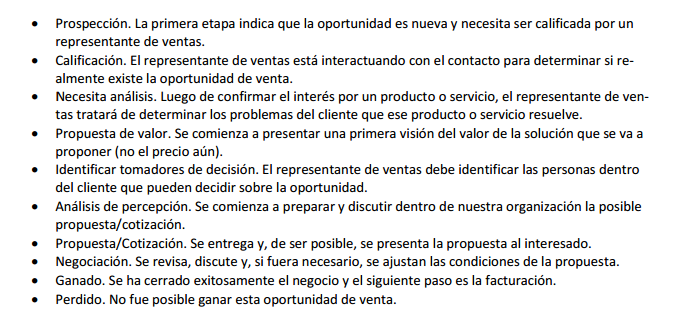 • Prospección. La primera etapa indica que la oportunidad es nueva y necesita ser calificada por un
representante de ventas.
• Calificación. El representante de ventas está interactuando con el contacto para determinar si re-
almente existe la oportunidad de venta.
• Necesita análisis. Luego de confirmar el interés por un producto o servicio, el representante de ven-
tas tratará de determinar los problemas del cliente que ese producto o servicio resuelve.
• Propuesta de valor. Se comienza a presentar una primera visión del valor de la solución que se va a
proponer (no el precio aún).
• Identificar tomadores de decisión. El representante de ventas debe identificar las personas dentro
del cliente que pueden decidir sobre la oportunidad.
• Análisis de percepción. Se comienza a preparar y discutir dentro de nuestra organización la posible
propuesta/cotización.
• Propuesta/Cotización. Se entrega y, de ser posible, se presenta la propuesta al interesado.
• Negociación. Se revisa, discute y, si fuera necesario, se ajustan las condiciones de la propuesta.
• Ganado. Se ha cerrado exitosamente el negocio y el siguiente paso es la facturación.
• Perdido. No fue posible ganar esta oportunidad de venta.